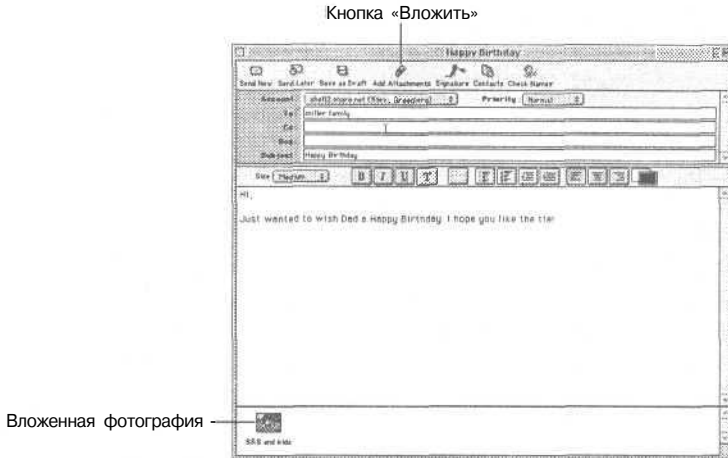 Кнопка «Вложить»
Happy Birthday
Send Now Send Later Save as Draft Add Attachments Signature Contacts Check Names
Account: Priority: Normal
To: miller family
Cc:
Bcc:
Subject: Happy Birthday
Size Medium B I U T
Hi,
Just wanted to wish Dad a Happy Birthday. I hope you like the tie!
Вложенная фотография
and kids